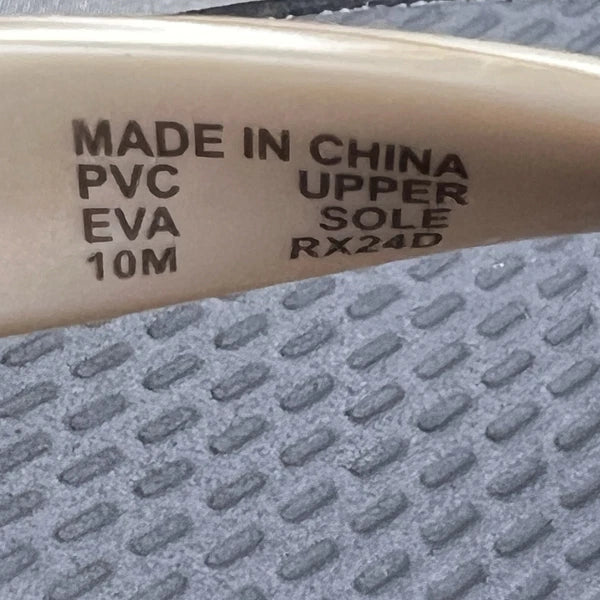 MADE IN CHINA
PVC UPPER
EVA SOLE
10M RX24D